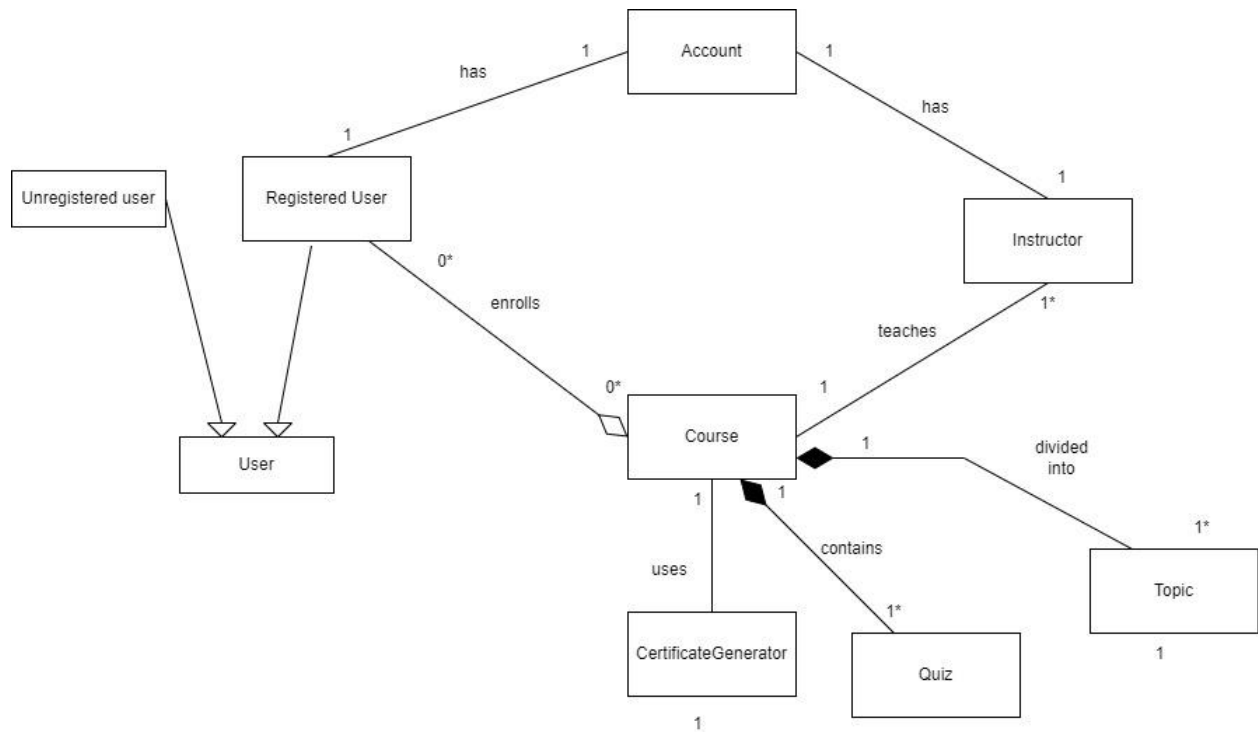 Account
1
1
has
has
1
1
Unregistered user
Registered User
Instructor
0*
enrolls
1*
teaches
0*
1
Course
User
1
divided
into
1
1
1*
contains
uses
Topic
1*
CertificateGenerator
Quiz
1
1